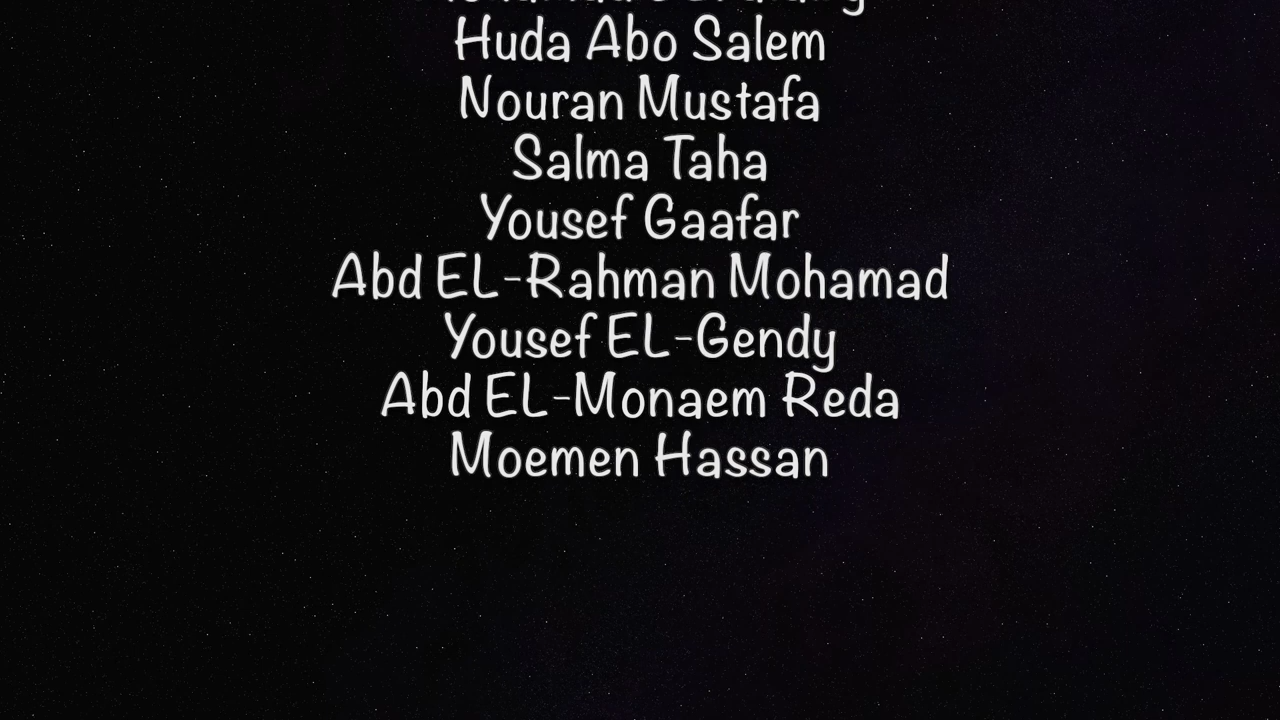 Huda Abo Salem
Nouran Mustafa
Salma Taha
Yousef Gaafar
Abd EL-Rahman Mohamad
Yousef EL-Gendy
Abd EL-Monaem Reda
Moemen Hassan